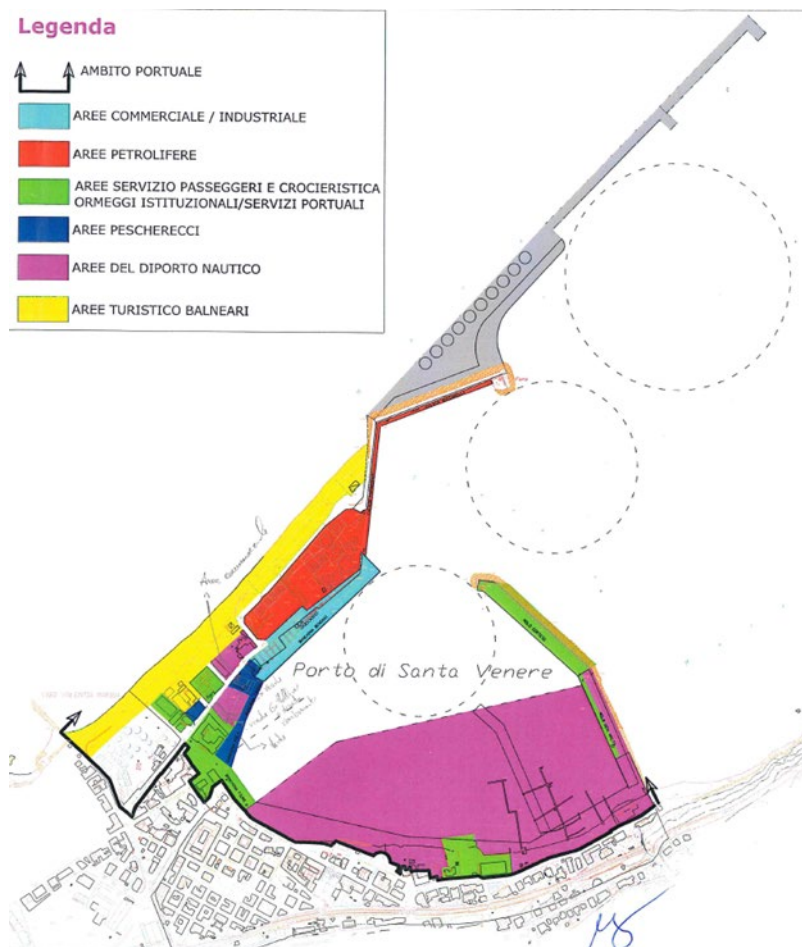 Legenda
AMBITO PORTUALE
AREE COMMERCIALE / INDUSTRIALE
AREE PETROLIFERE
AREE SERVIZIO PASSEGGERI E CROCIERISTICA
ORMEGGI ISTITUZIONALI/SERVIZI PORTUALI
AREE PESCHERECCI
AREE DEL DIPORTO NAUTICO
AREE TURISTICO BALNEARI
Porto di Santa Venere